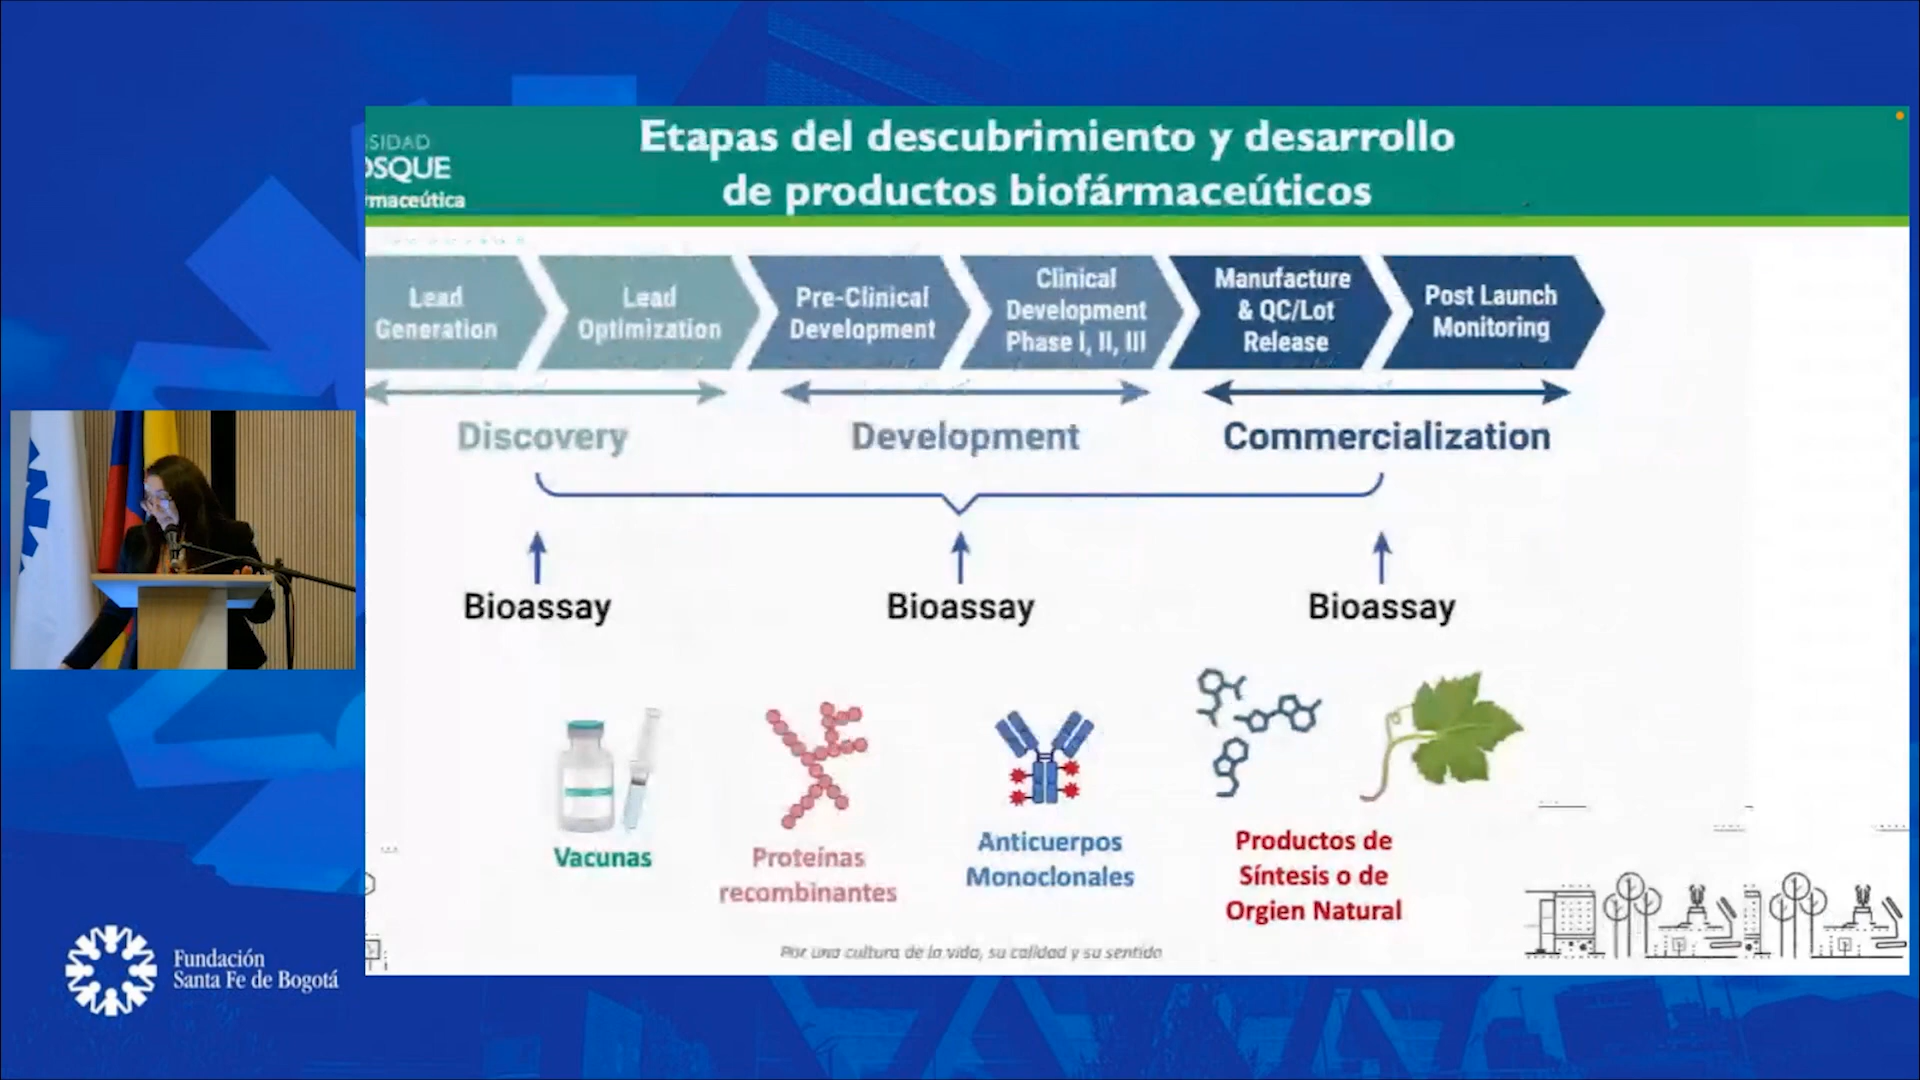 SIDAD
OSQUE
rmaceútica
Etapas del descubrimiento y desarrollo
de productos biofármaceúticos
Lead
Generation
Lead
Optimization
Pre-Clinical
Development
Clinical
Development
Phase I, II, III
Manufacture
& QC/Lot
Release
Post Launch
Monitoring
Discovery
Development
Commercialization
Bioassay
Bioassay
Bioassay
Vacunas
Proteínas
recombinantes
Anticuerpos
Monoclonales
Productos de
Síntesis o de
Orgien Natural
Por una cultura de la vida, su calidad y su sentido
Fundación
Santa Fe de Bogotá